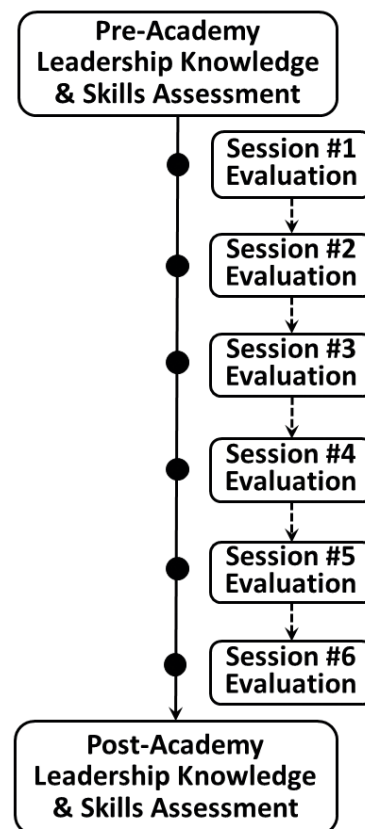 Pre-Academy
Leadership Knowledge
& Skills Assessment
Session #1
Evaluation
Session #2
Evaluation
Session #3
Evaluation
Session #4
Evaluation
Session #5
Evaluation
Session #6
Evaluation
Post-Academy
Leadership Knowledge
& Skills Assessment